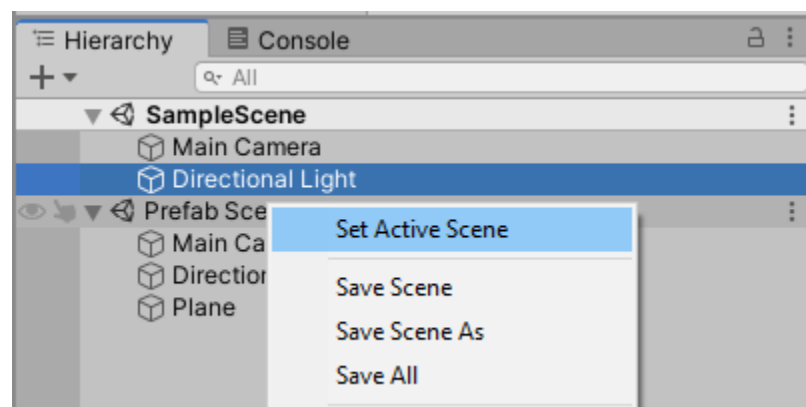 Hierarchy Console
All
SampleScene
Main Camera
Directional Light
Prefab Sce
Set Active Scene
Main Ca
Direction
Save Scene
Plane
Save Scene As
Save All